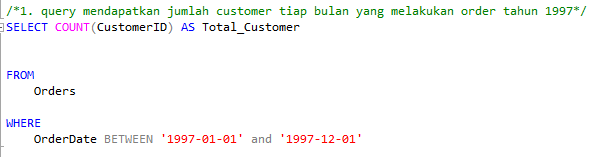 /*1. query mendapatkan jumlah customer tiap bulan yang melakukan order tahun 1997*/
SELECT COUNT(CustomerID) AS Total_Customer
FROM
Orders
WHERE
OrderDate BETWEEN '1997-01-01' and '1997-12-01'